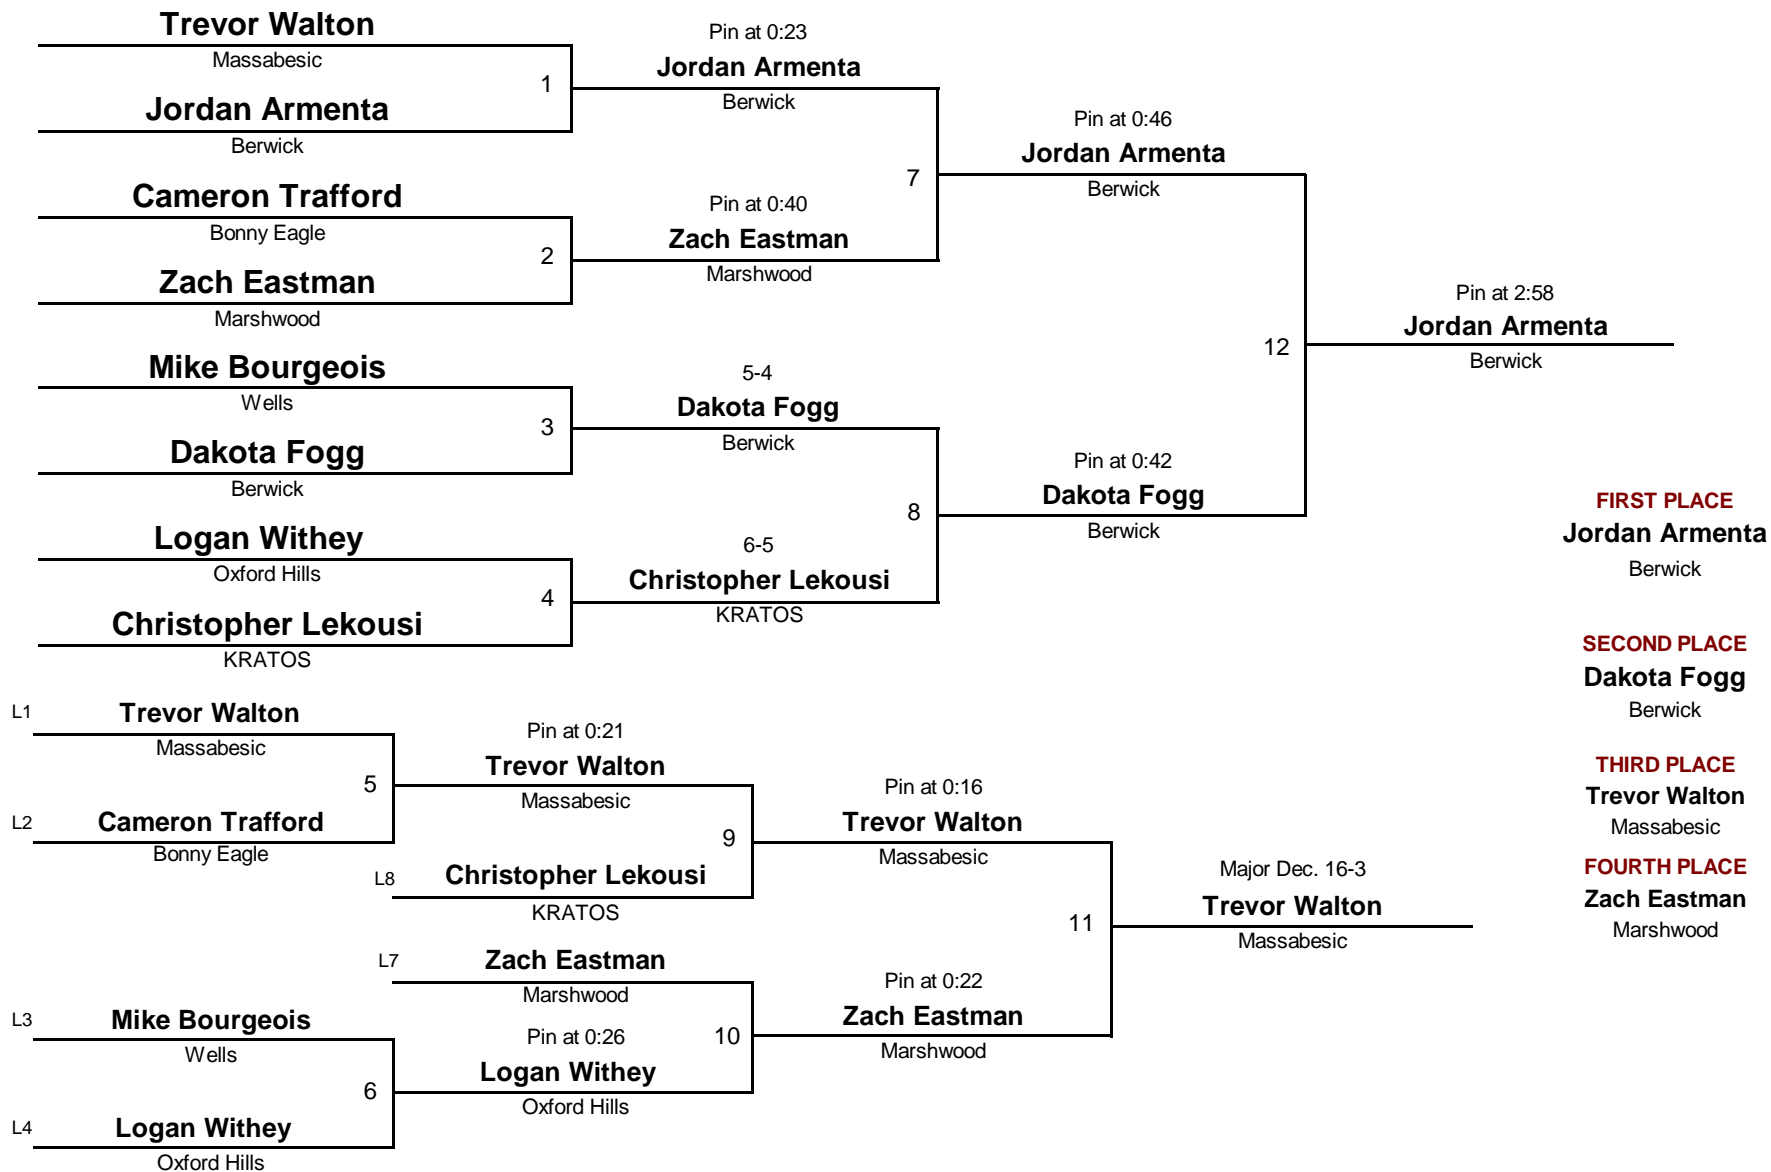 Trevor Walton
Massabesic
1
Jordan Armenta
Berwick
Cameron Trafford
Bonny Eagle
2
Zach Eastman
Marshwood
Mike Bourgeois
Wells
3
Dakota Fogg
Berwick
Logan Withey
Oxford Hills
4
Christopher Lekousi
KRATOS
Pin at 0:23
Jordan Armenta
Berwick
7
Pin at 0:40
Zach Eastman
Marshwood
5-4
Dakota Fogg
Berwick
8
6-5
Christopher Lekousi
KRATOS
Pin at 0:46
Jordan Armenta
Berwick
12
Pin at 0:42
Dakota Fogg
Berwick
Pin at 2:58
Jordan Armenta
Berwick
L1 Trevor Walton
Massabesic
5
L2 Cameron Trafford
Bonny Eagle
L3 Mike Bourgeois
Wells
6
L4 Logan Withey
Oxford Hills
Pin at 0:21
Trevor Walton
Massabesic
9
L8 Christopher Lekousi
KRATOS
L7 Zach Eastman
Marshwood
10
Pin at 0:26
Logan Withey
Oxford Hills
Pin at 0:16
Trevor Walton
Massabesic
11
Pin at 0:22
Zach Eastman
Marshwood
Major Dec. 16-3
Trevor Walton
Massabesic
FIRST PLACE
Jordan Armenta
Berwick
SECOND PLACE
Dakota Fogg
Berwick
THIRD PLACE
Trevor Walton
Massabesic
FOURTH PLACE
Zach Eastman
Marshwood